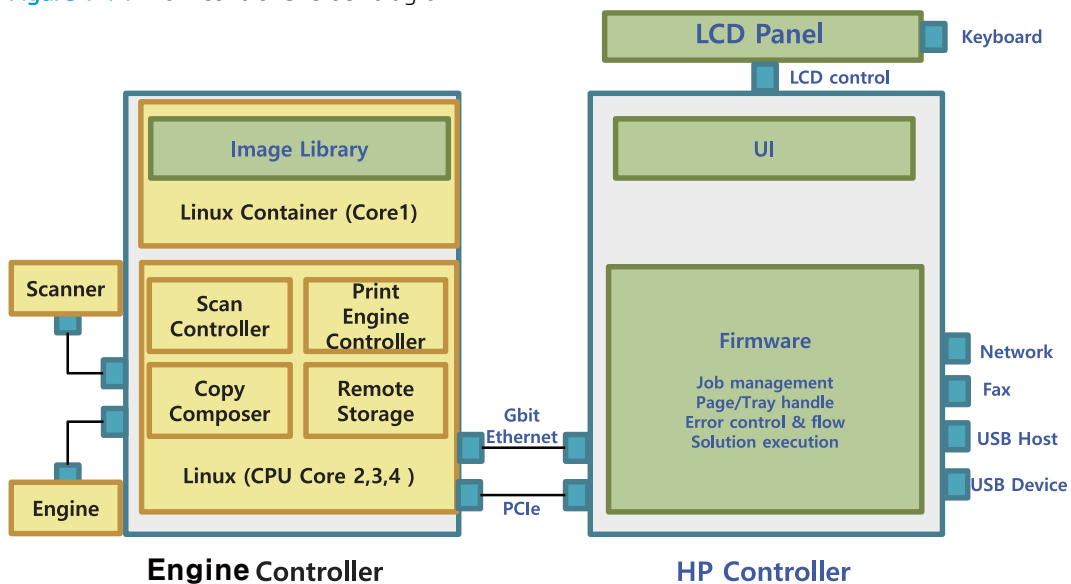 LCD Panel
Keyboard
LCD control
Image Library
Linux Container (Core1)
UI
Scanner
Scan
Controller
Print
Engine
Controller
Copy
Composer
Remote
Storage
Linux (CPU Core 2,3,4 )
Engine
Gbit
Ethernet
PCIe
Firmware
Job management
Page/Tray handle
Error control & flow
Solution execution
Network
Fax
USB Host
USB Device
Engine Controller
HP Controller